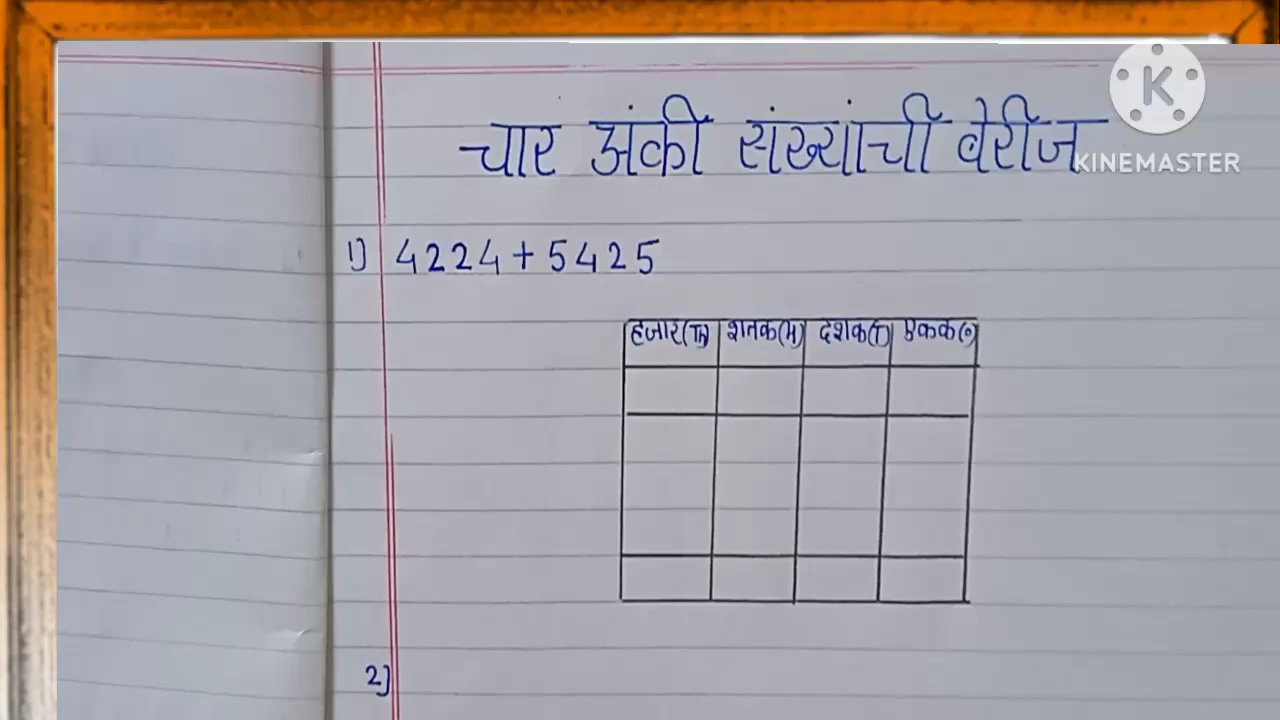 चार अंकी संख्यांची बेरीज
K
KINEMASTER
1) 4224+5425
हजार(Th) शतक(H) दशक(T) एकक(O)
2)